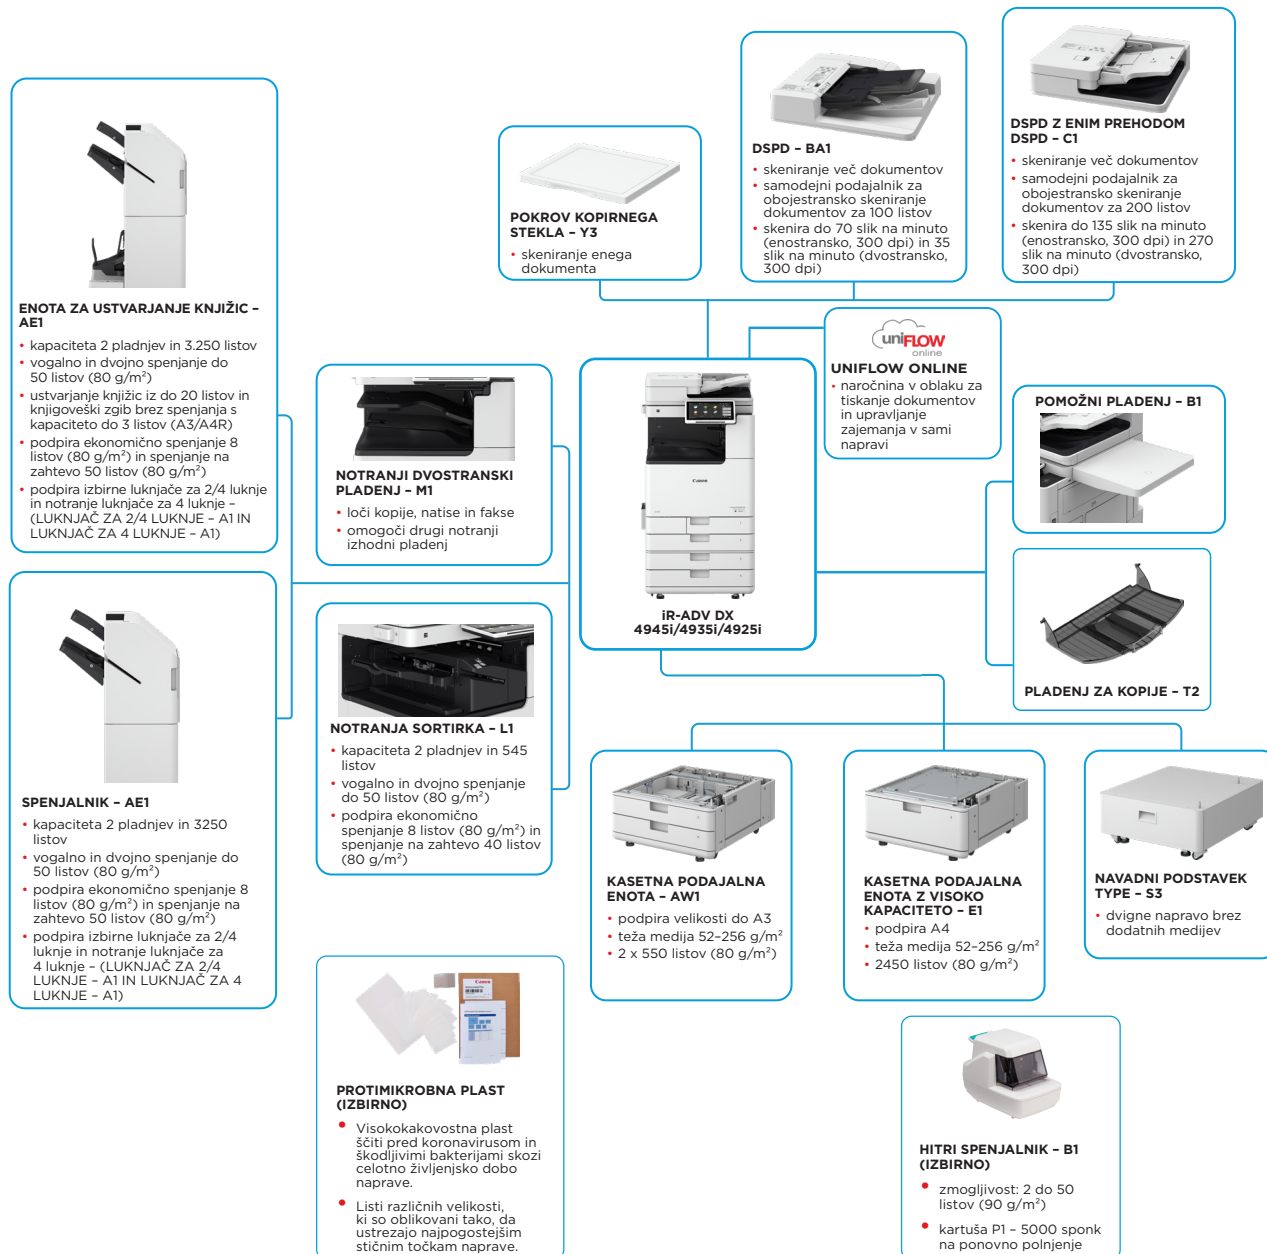 DSPD Z ENIM PREHODOM
DSPD – C1
• skeniranje več dokumentov
• samodejni podajalnik za
obojestransko skeniranje
dokumentov za 200 listov
• skenira do 135 slik na minuto
(enostransko, 300 dpi) in 270
slik na minuto (dvostransko,
300 dpi)
DSPD – BA1
• skeniranje več dokumentov
• samodejni podajalnik za
obojestransko skeniranje
dokumentov za 100 listov
• skenira do 70 slik na minuto
(enostransko, 300 dpi) in 35
slik na minuto (dvostransko,
300 dpi)
POKROV KOPIRNEGA
STEKLA – Y3
• skeniranje enega
dokumenta
ENOTA ZA USTVARJANJE KNJIŽIC –
AE1
• kapaciteta 2 pladnjev in 3.250 listov
• vogalno in dvojno spenjanje do
50 listov (80 g/m²)
• ustvarjanje knjižic iz do 20 listov in
knjigoveški zgib brez spenjanja s
kapaciteto do 3 listov (A3/A4R)
• podpira ekonomično spenjanje 8
listov (80 g/m²) in spenjanje na
zahtevo 50 listov (80 g/m²)
• podpira izbirne luknjače za 2/4 luknje
in notranje luknjače za 4 luknje –
(LUKNJAČ ZA 2/4 LUKNJE – A1 IN
LUKNJAČ ZA 4 LUKNJE – A1)
NOTRANJI DVOSTRANSKI
PLADENJ – M1
• loči kopije, natise in fakse
• omogoči drugi notranji
izhodni pladenj
Canon
iR-ADV DX
4945i/4935i/4925i
uniFLOW
online
UNIFLOW ONLINE
• naročnina v oblaku za
tiskanje dokumentov
in upravljanje
zajemanja v sami
napravi
POMOŽNI PLADENJ – B1
PLADENJ ZA KOPIJE – T2
SPENJALNIK – AE1
• kapaciteta 2 pladnjev in 3250
listov
• vogalno in dvojno spenjanje do
50 listov (80 g/m²)
• podpira ekonomično spenjanje 8
listov (80 g/m²) in spenjanje na
zahtevo 50 listov (80 g/m²)
• podpira izbirne luknjače za 2/4
luknje in notranje luknjače za
4 luknje – (LUKNJAČ ZA 2/4
LUKNJE – A1 IN LUKNJAČ ZA 4
LUKNJE – A1)
NOTRANJA SORTIRKA – L1
• kapaciteta 2 pladnjev in 545
listov
• vogalno in dvojno spenjanje
do 50 listov (80 g/m²)
• podpira ekonomično
spenjanje 8 listov (80 g/m²) in
spenjanje na zahtevo 40 listov
(80 g/m²)
KASETNA PODAJALNA
ENOTA – AW1
• podpira velikosti do A3
• teža medija 52–256 g/m²
• 2 x 550 listov (80 g/m²)
KASETNA PODAJALNA
ENOTA Z VISOKO
KAPACITETO – E1
• podpira A4
• teža medija 52–256 g/m²
• 2450 listov (80 g/m²)
NAVADNI PODSTAVEK
TYPE – S3
• dvigne napravo brez
dodatnih medijev
Canon
PROTIMIKROBNA PLAST
(IZBIRNO)
• Visokokakovostna plast
ščiti pred koronavirusom in
škodljivimi bakterijami skozi
celotno življenjsko dobo
naprave.
• Listi različnih velikosti,
ki so oblikovani tako, da
ustrezajo najpogostejšim
stičnim točkam naprave.
HITRI SPENJALNIK – B1
(IZBIRNO)
• zmogljivost: 2 do 50
listov (90 g/m²)
• kartuša P1 – 5000 sponk
na ponovno polnjenje